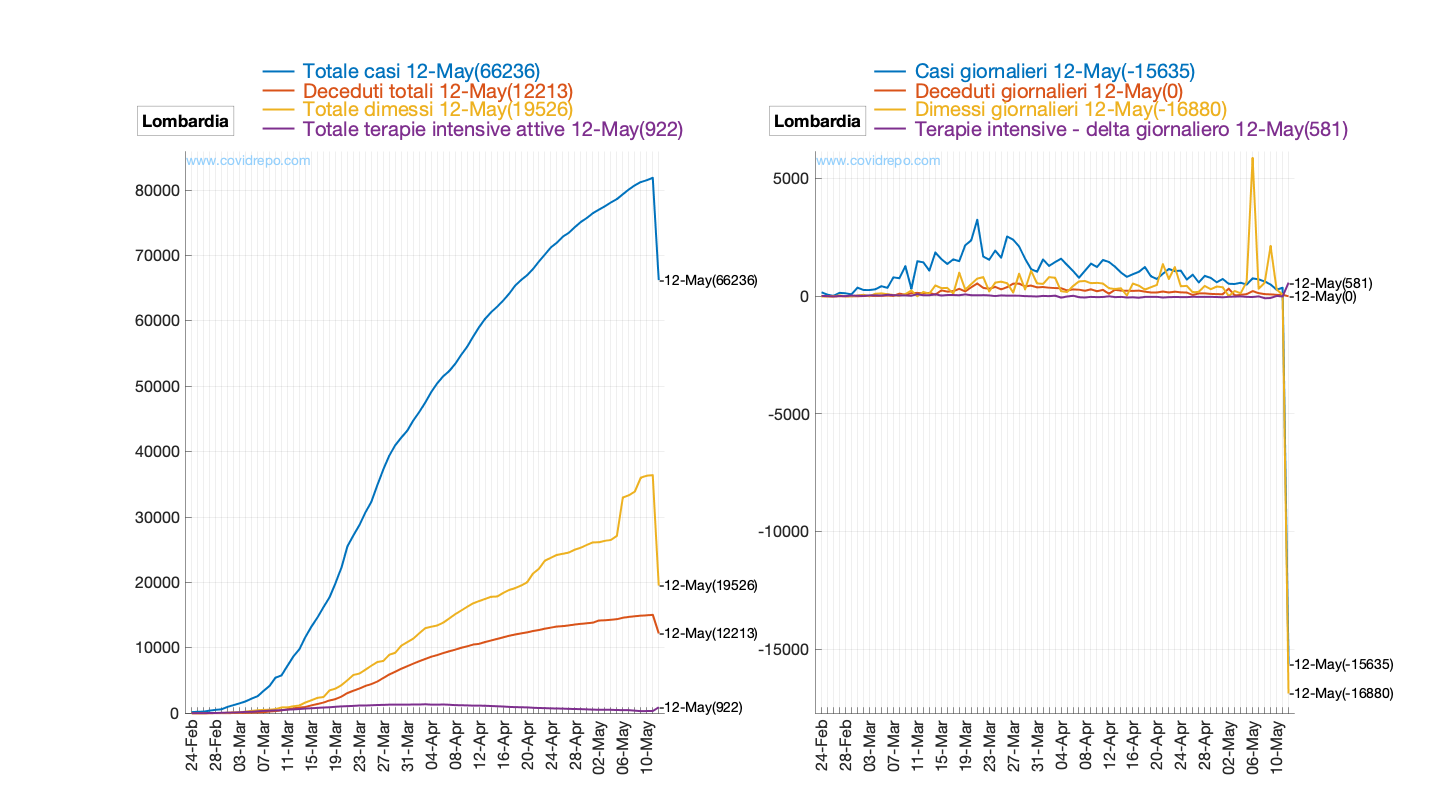 Totale casi 12-May(66236)
Deceduti totali 12-May(12213)
Totale dimessi 12-May(19526)
Totale terapie intensive attive 12-May(922)
Lombardia
www.covidrepo.com
80000
70000
60000
50000
40000
30000
20000
10000
0
12-May(66236)
12-May(19526)
12-May(12213)
12-May(922)
24-Feb
28-Feb
03-Mar
07-Mar
11-Mar
15-Mar
19-Mar
23-Mar
27-Mar
31-Mar
04-Apr
08-Apr
12-Apr
16-Apr
20-Apr
24-Apr
28-Apr
02-May
06-May
10-May
Casi giornalieri 12-May(-15635)
Deceduti giornalieri 12-May(0)
Dimessi giornalieri 12-May(-16880)
Terapie intensive - delta giornaliero 12-May(581)
Lombardia
www.covidrepo.com
5000
0
-5000
-10000
-15000
12-May(581)
12-May(0)
12-May(-15635)
12-May(-16880)
24-Feb
28-Feb
03-Mar
07-Mar
11-Mar
15-Mar
19-Mar
23-Mar
27-Mar
31-Mar
04-Apr
08-Apr
12-Apr
16-Apr
20-Apr
24-Apr
28-Apr
02-May
06-May
10-May